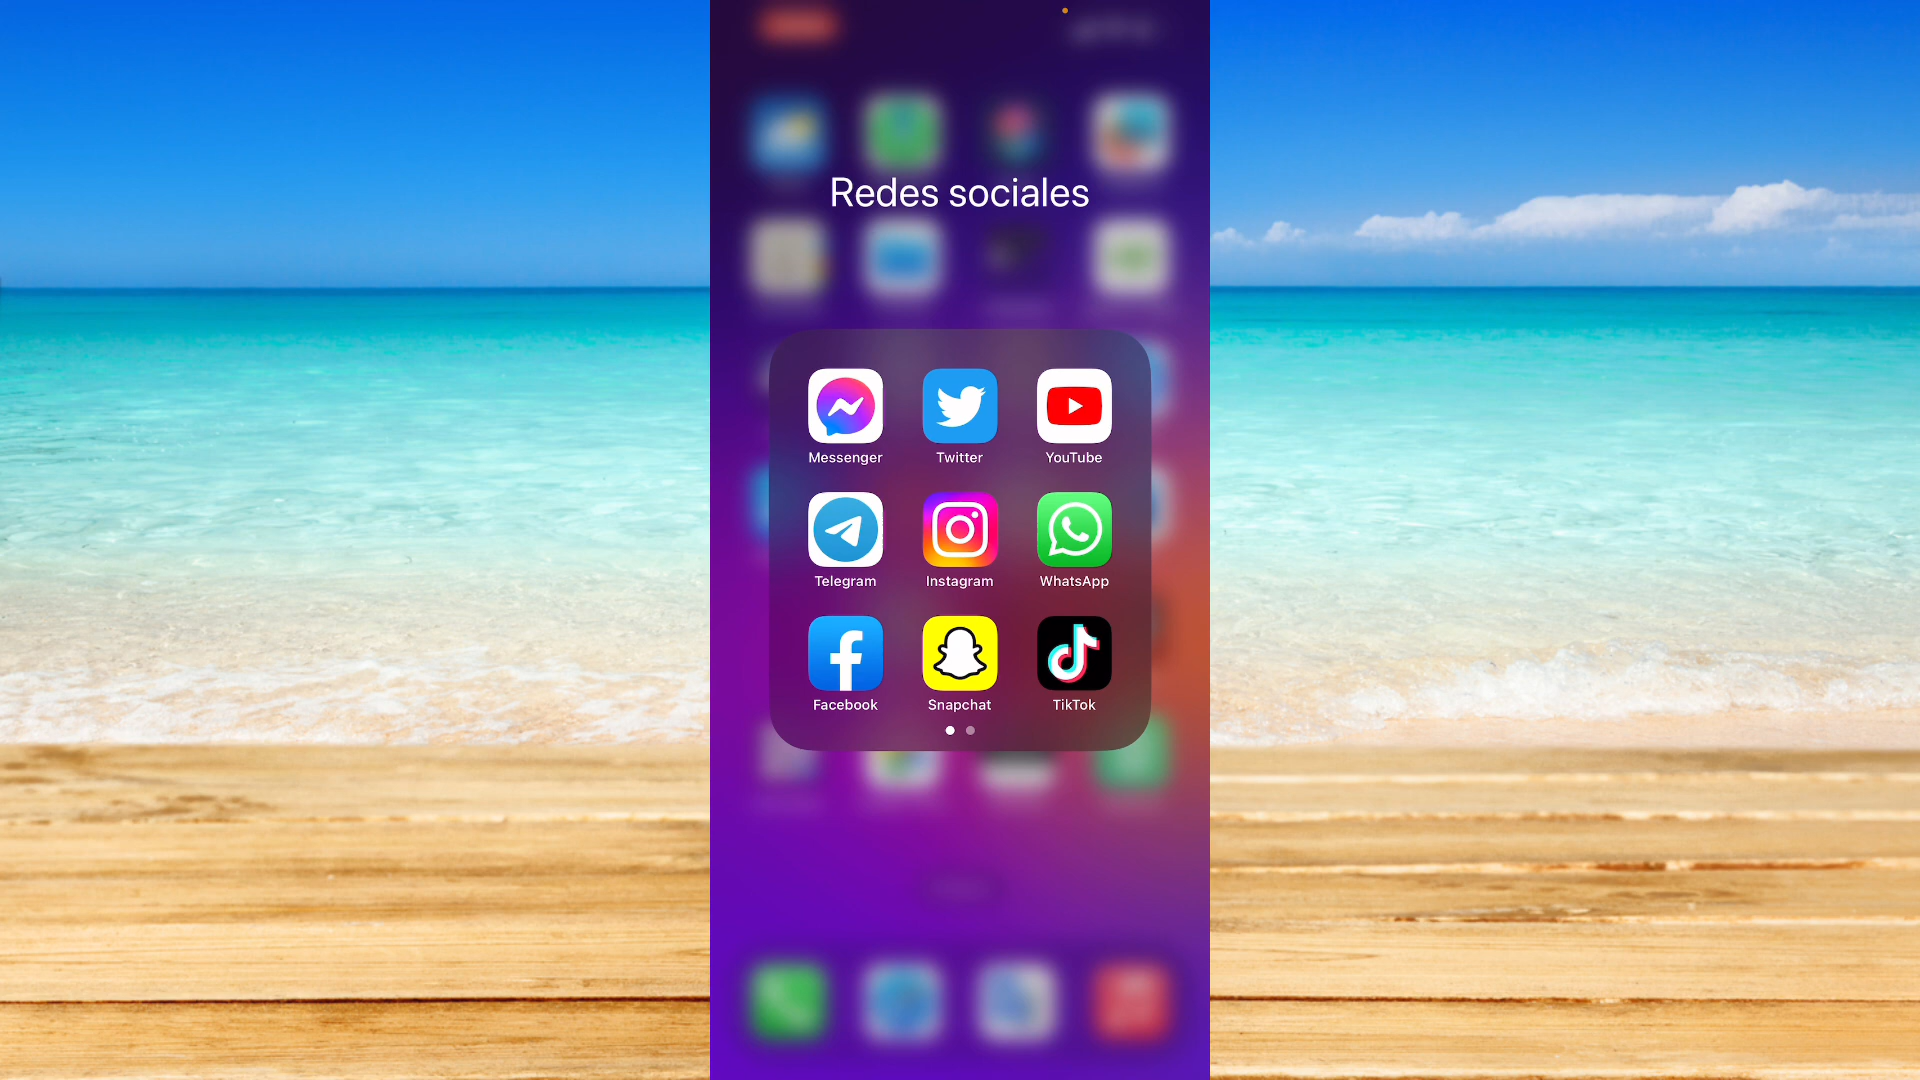 Redes sociales
Messenger
Twitter
YouTube
Telegram
Instagram
WhatsApp
Facebook
Snapchat
TikTok